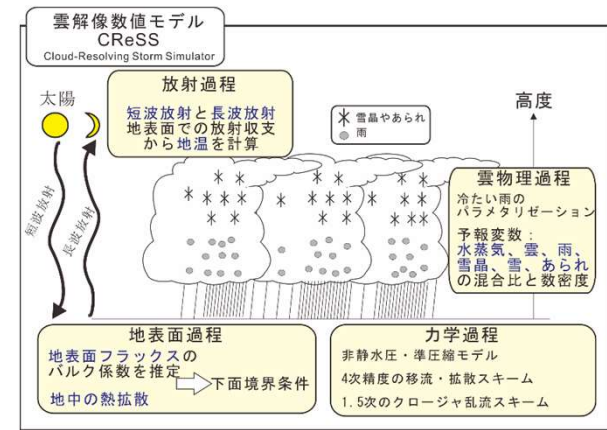 雲解像数値モデル
CReSS
Cloud-Resolving Storm Simulator
放射過程
短波放射と長波放射
地表面での放射収支
から地温を計算
太陽
短波放射
長波放射
雪晶やあられ
雨
高度
雲物理過程
冷たい雨の
パラメタリゼーション
予報変数：
水蒸気、雲、雨、
雪晶、雪、あられ
の混合比と数密度
地表面過程
地表面フラックスの
バルク係数を推定
下面境界条件
地中の熱拡散
力学過程
非静水圧・準圧縮モデル
4次精度の移流・拡散スキーム
1.5次のクロージャ乱流スキーム